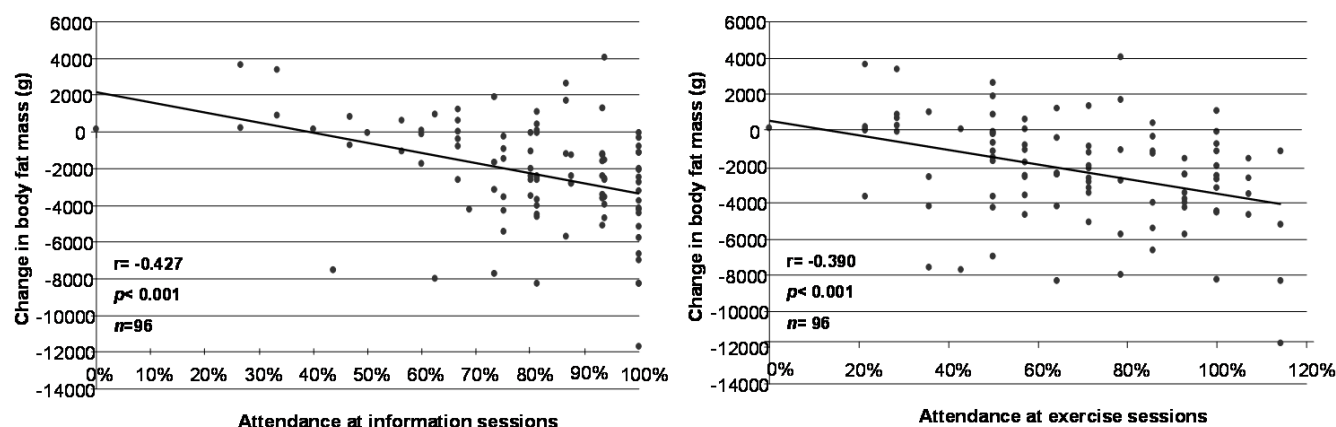 Change in body fat mass (g)
6000
4000
2000
0
-2000
-4000
-6000
-8000
-10000
-12000
-14000
r= -0.427
p< 0.001
n=96
0% 10% 20% 30% 40% 50% 60% 70% 80% 90% 100%
Attendance at information sessions
Change in body fat mass (g)
6000
4000
2000
0
-2000
-4000
-6000
-8000
-10000
-12000
-14000
r= -0.390
p< 0.001
n= 96
0% 20% 40% 60% 80% 100% 120%
Attendance at exercise sessions